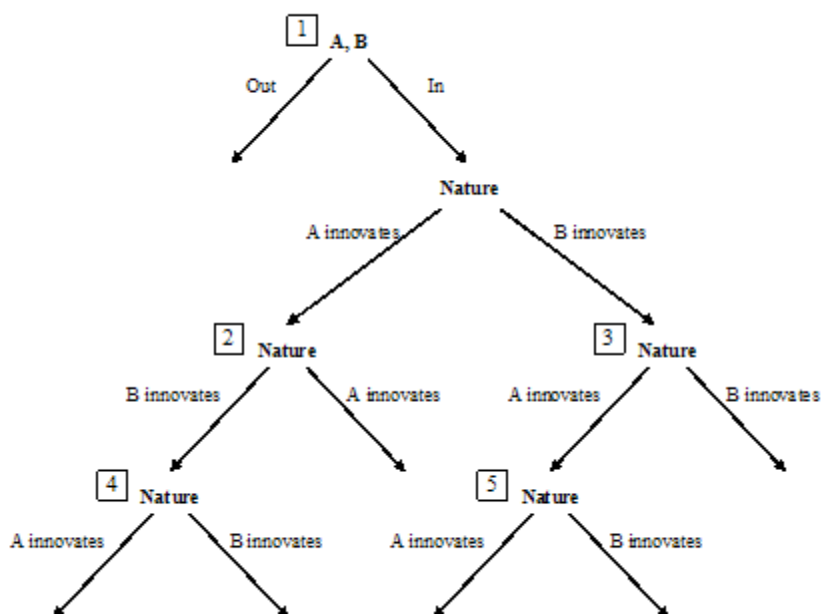 1 A, B
Out In
Nature
A innovates B innovates
2 Nature 3 Nature
B innovates A innovates A innovates B innovates
4 Nature 5 Nature
A innovates B innovates A innovates B innovates